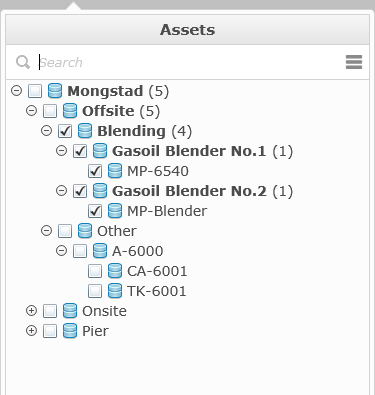 Assets
Search
Mongstad (5)
Offsite (5)
Blending (4)
Gasoil Blender No.1 (1)
MP-6540
Gasoil Blender No.2 (1)
MP-Blender
Other
A-6000
CA-6001
TK-6001
Onsite
Pier